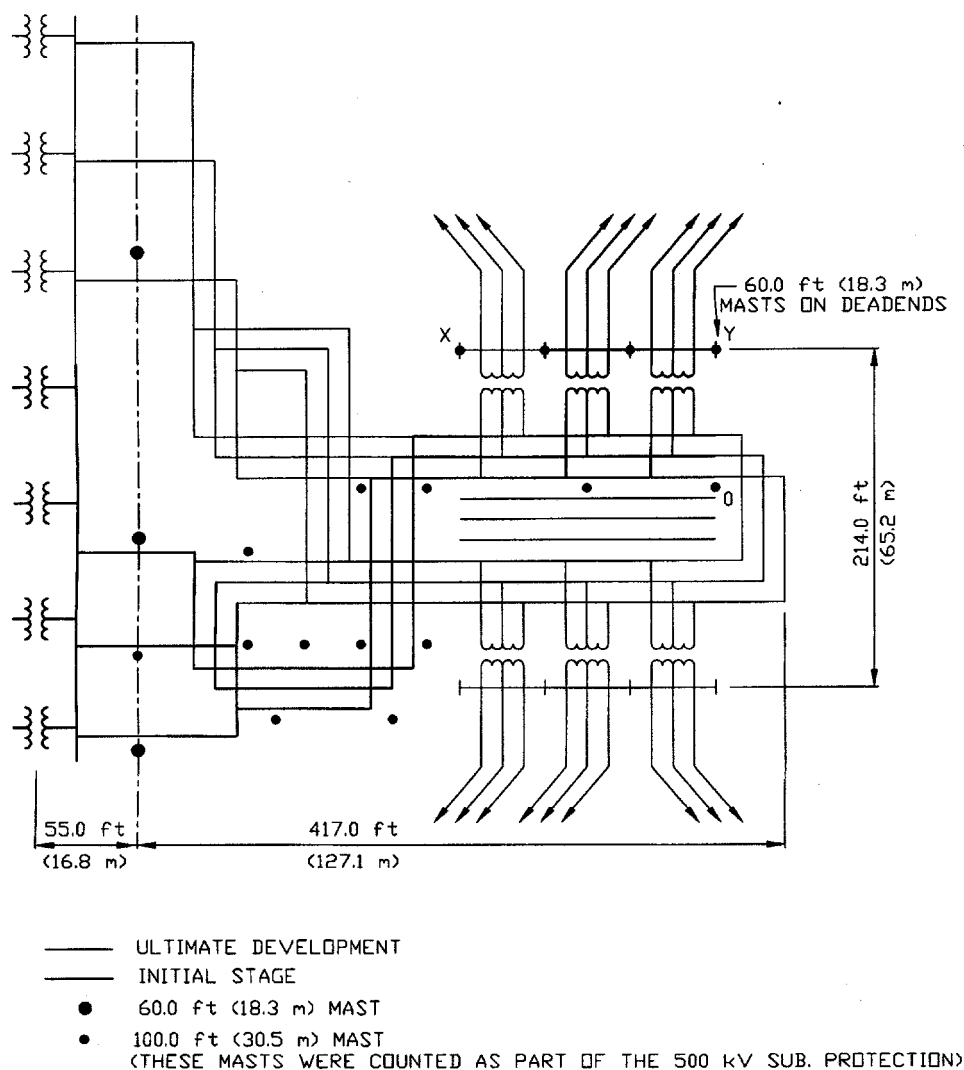 60.0 ft (18.3 m)
MASTS ON DEADENDS
X
Y
O
214.0 ft
(65.2 m)
55.0 ft
(16.8 m)
417.0 ft
(127.1 m)
ULTIMATE DEVELOPMENT
INITIAL STAGE
60.0 ft (18.3 m) MAST
100.0 ft (30.5 m) MAST
(THESE MASTS WERE COUNTED AS PART OF THE 500 kV SUB. PROTECTION)